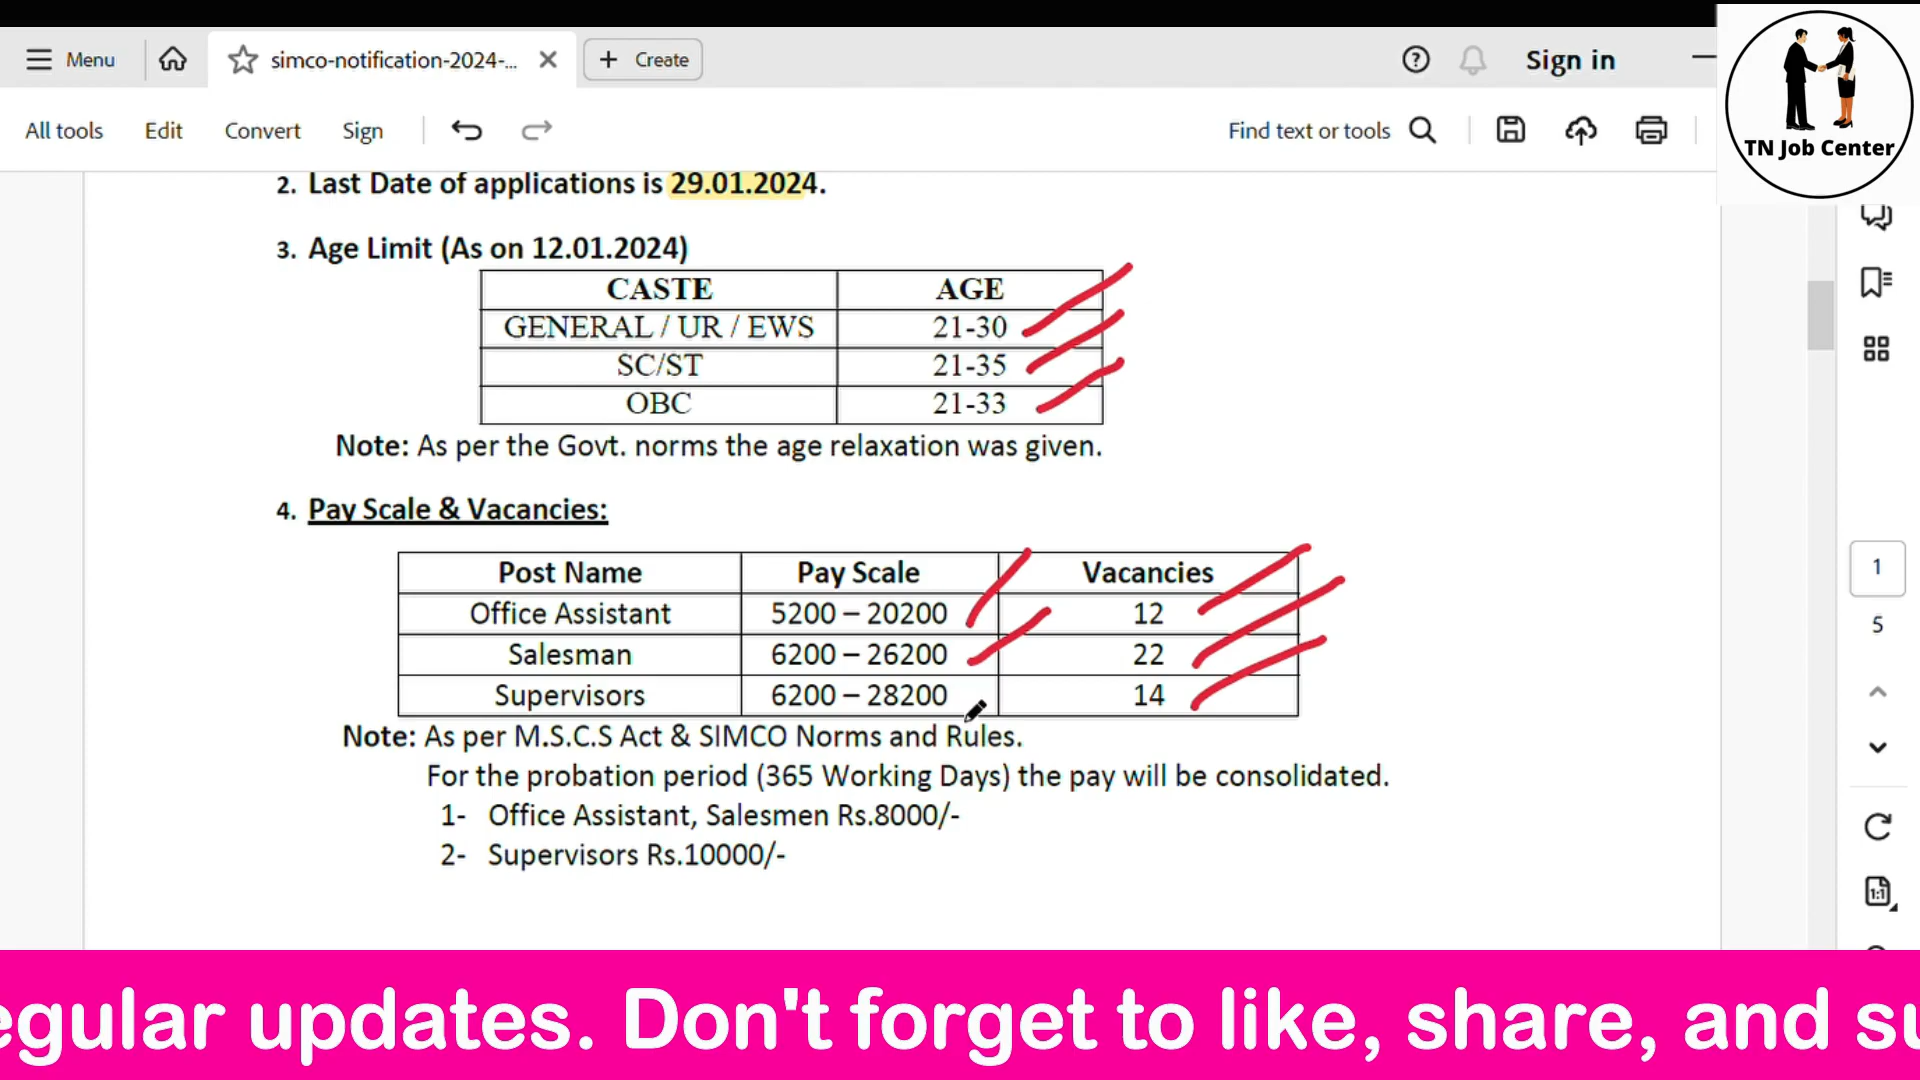 Menu
simco-notification-2024-...
Create
Sign in
TN Job Center
All tools
Edit
Convert
Sign
Find text or tools
2. Last Date of applications is 29.01.2024.
3. Age Limit (As on 12.01.2024)
CASTE AGE
GENERAL / UR / EWS 21-30
SC/ST 21-35
OBC 21-33
Note: As per the Govt. norms the age relaxation was given.
4. Pay Scale & Vacancies:
Post Name Pay Scale Vacancies
Office Assistant 5200 – 20200 12
Salesman 6200 – 26200 22
Supervisors 6200 – 28200 14
Note: As per M.S.C.S Act & SIMCO Norms and Rules.
For the probation period (365 Working Days) the pay will be consolidated.
1- Office Assistant, Salesmen Rs.8000/-
2- Supervisors Rs.10000/-
1
5
1:1
egular updates. Don't forget to like, share, and su